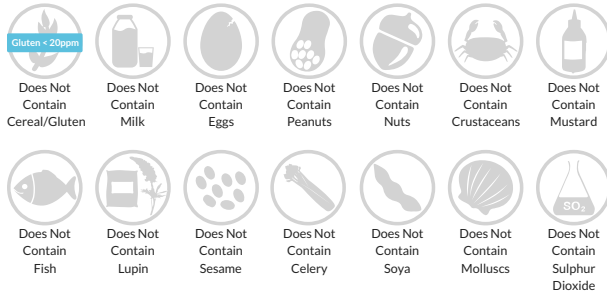 Gluten < 20ppm
Does Not
Contain
Cereal/Gluten
Does Not
Contain
Milk
Does Not
Contain
Eggs
Does Not
Contain
Peanuts
Does Not
Contain
Nuts
Does Not
Contain
Crustaceans
Does Not
Contain
Mustard
SO₂
Does Not
Contain
Fish
Does Not
Contain
Lupin
Does Not
Contain
Sesame
Does Not
Contain
Celery
Does Not
Contain
Soya
Does Not
Contain
Molluscs
Does Not
Contain
Sulphur
Dioxide